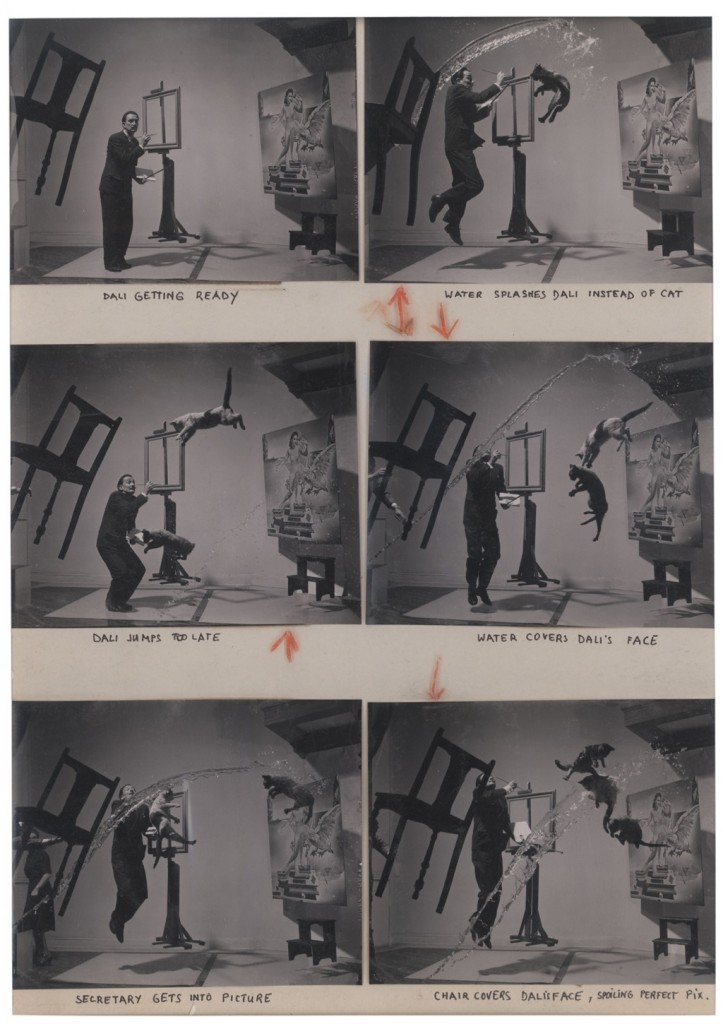 DALI GETTING READY
WATER SPLASHES DALI INSTEAD OF CAT
DALI JUMPS TOO LATE
WATER COVERS DALI'S FACE
SECRETARY GETS INTO PICTURE
CHAIR COVERS DALI'S FACE, SPOILING PERFECT PIX.